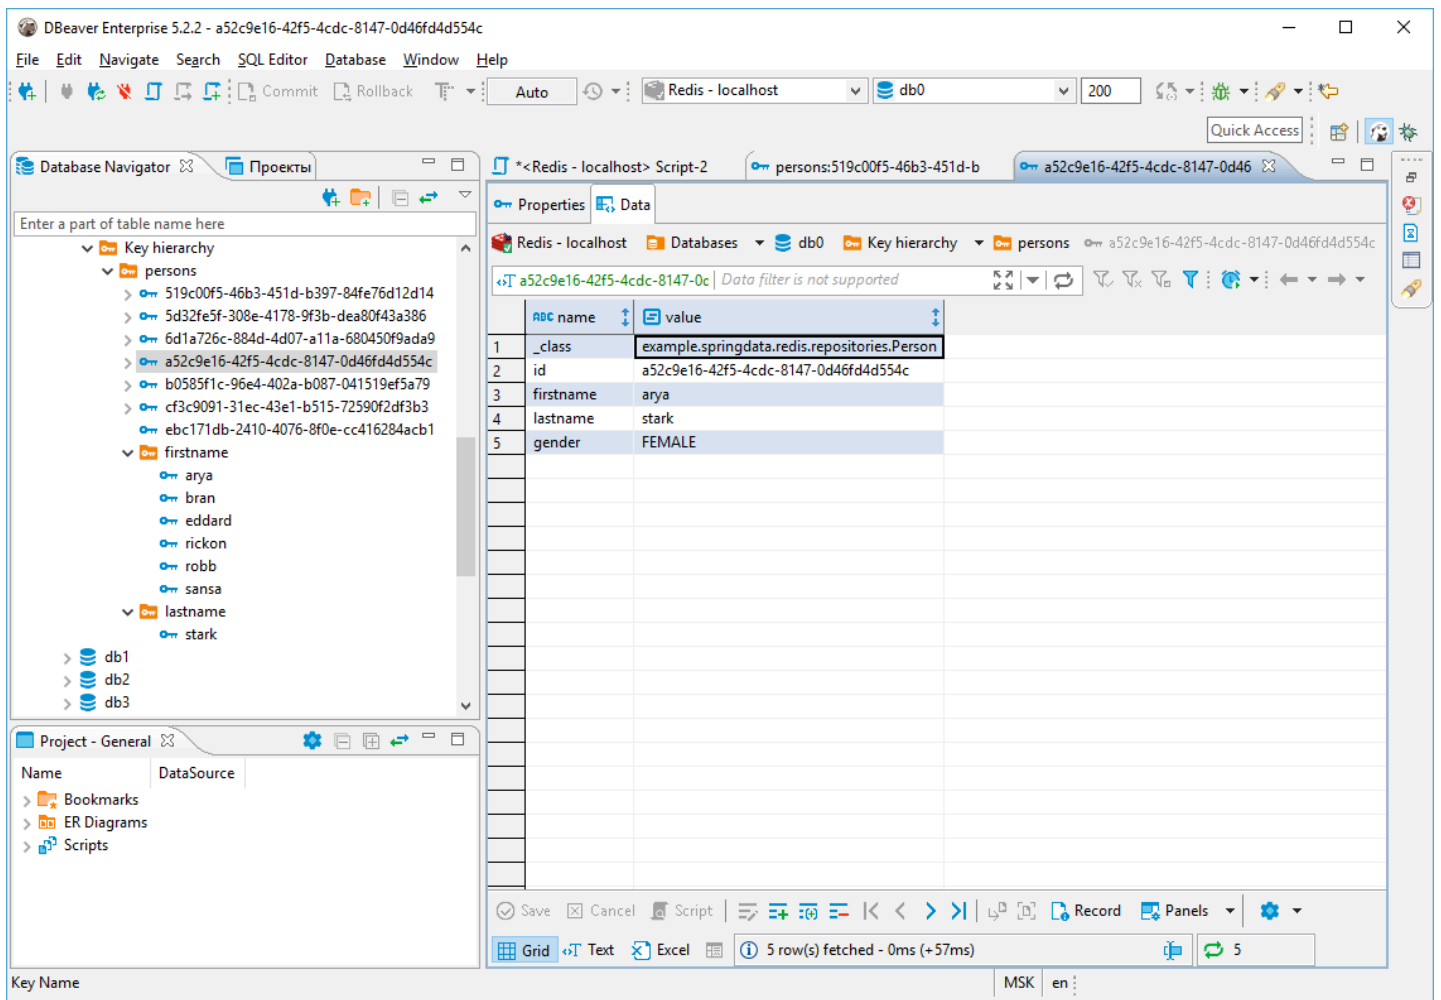 DBeaver Enterprise 5.2.2 - a52c9e16-42f5-4cdc-8147-0d46fd4d554c
File Edit Navigate Search SQL Editor Database Window Help
Commit Rollback Auto Redis - localhost db0 200
Quick Access
Database Navigator Проекты
*<Redis - localhost> Script-2 persons:519c00f5-46b3-451d-b a52c9e16-42f5-4cdc-8147-0d46
Enter a part of table name here
Key hierarchy
persons
519c00f5-46b3-451d-b397-84fe76d12d14
5d32fe5f-308e-4178-9f3b-dea80f43a386
6d1a726c-884d-4d07-a11a-680450f9ada9
a52c9e16-42f5-4cdc-8147-0d46fd4d554c
b0585f1c-96e4-402a-b087-041519ef5a79
cf3c9091-31ec-43e1-b515-72590f2df3b3
ebc171db-2410-4076-8f0e-cc416284acb1
firstname
arya
bran
eddard
rickon
robb
sansa
lastname
stark
db1
db2
db3
Project - General
Name DataSource
Bookmarks
ER Diagrams
Scripts
Properties Data
Redis - localhost Databases db0 Key hierarchy persons a52c9e16-42f5-4cdc-8147-0d46fd4d554c
a52c9e16-42f5-4cdc-8147-0c Data filter is not supported
ABC name value
1 _class example.springdata.redis.repositories.Person
2 id a52c9e16-42f5-4cdc-8147-0d46fd4d554c
3 firstname arya
4 lastname stark
5 gender FEMALE
Save Cancel Script Record Panels
Grid Text Excel 5 row(s) fetched - 0ms (+57ms) 5
Key Name MSK en